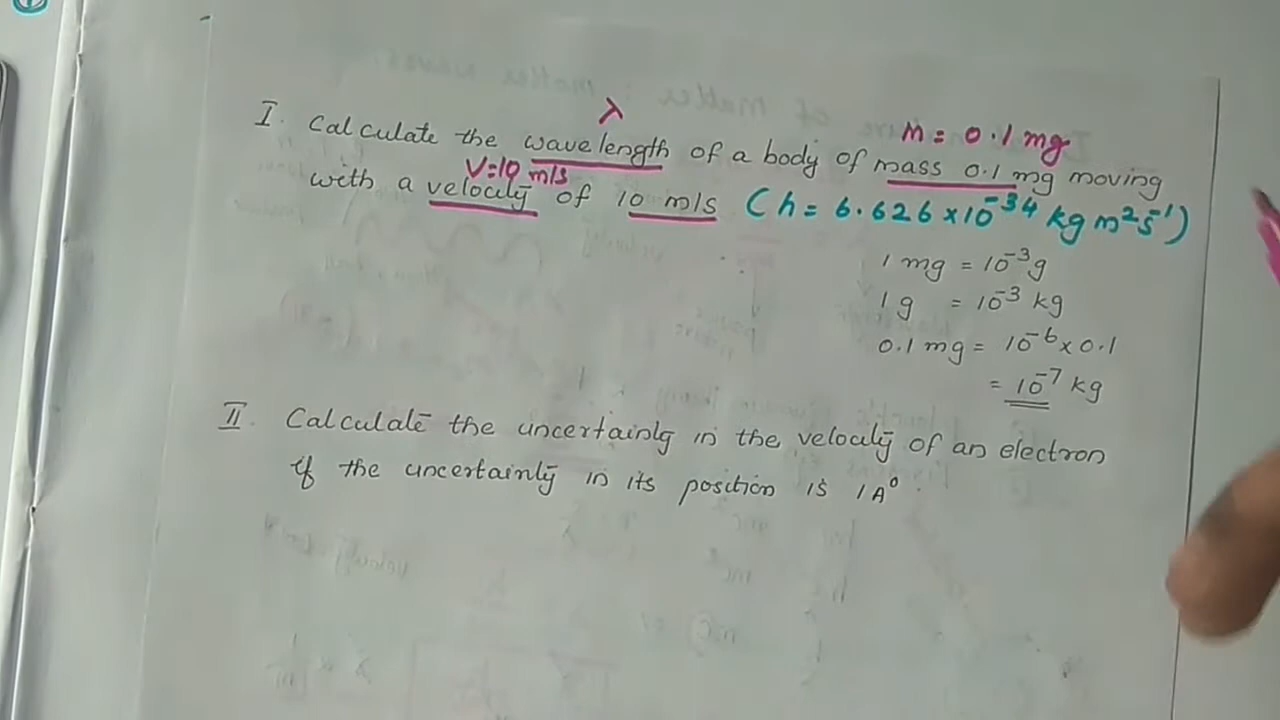 λ
M = 0.1 mg
I. Calculate the wavelength of a body of mass 0.1 mg moving
V=10 m/s
with a velocity of 10 m/s (h = 6.626 x 10⁻³⁴ kg m² s⁻¹)
1 mg = 10⁻³ g
1 g = 10⁻³ kg
0.1 mg = 10⁻⁶ x 0.1
= 10⁻⁷ kg
II. Calculate the uncertainty in the velocity of an electron
if the uncertainty in its position is 1A⁰.